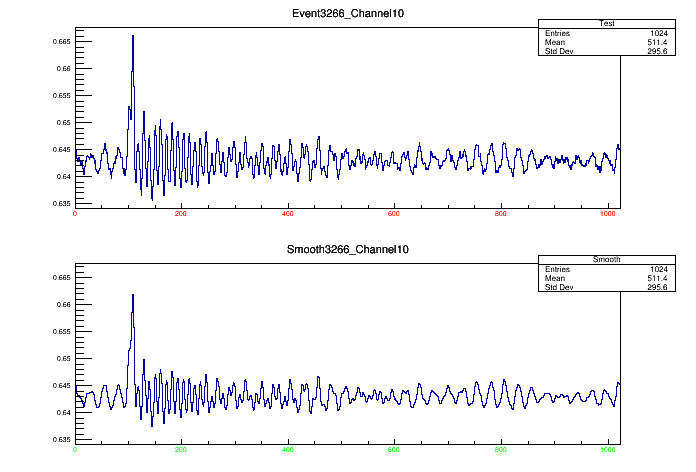 Event3266_Channel10
Test
Entries 1024
Mean 511.4
Std Dev 295.6
0.665
0.66
0.655
0.65
0.645
0.64
0.635
0 200 400 600 800 1000
Smooth3266_Channel10
Smooth
Entries 1024
Mean 511.4
Std Dev 295.6
0.665
0.66
0.655
0.65
0.645
0.64
0.635
0 200 400 600 800 1000